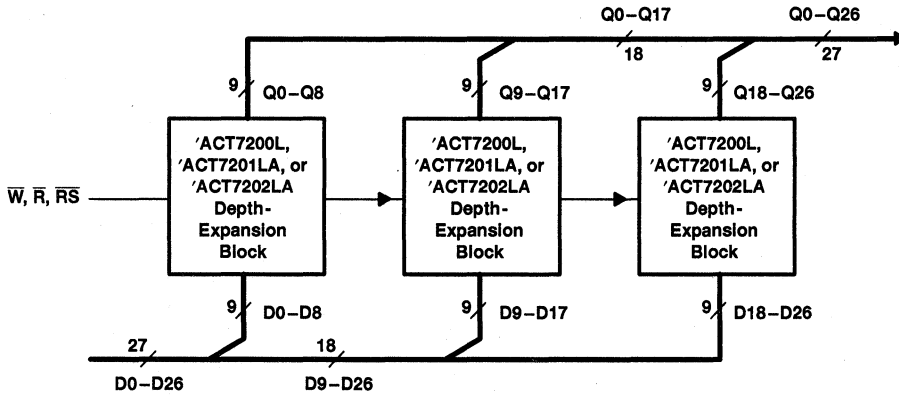 Q0–Q17
Q0–Q26
18
27
9
Q0–Q8
9
Q9–Q17
9
Q18–Q26
′ACT7200L,
′ACT7201LA, or
′ACT7202LA
Depth-
Expansion
Block
′ACT7200L,
′ACT7201LA, or
′ACT7202LA
Depth-
Expansion
Block
′ACT7200L,
′ACT7201LA, or
′ACT7202LA
Depth-
Expansion
Block
W̅, R̅, R̅S̅
9
D0–D8
9
D9–D17
9
D18–D26
27
18
D0–D26
D9–D26